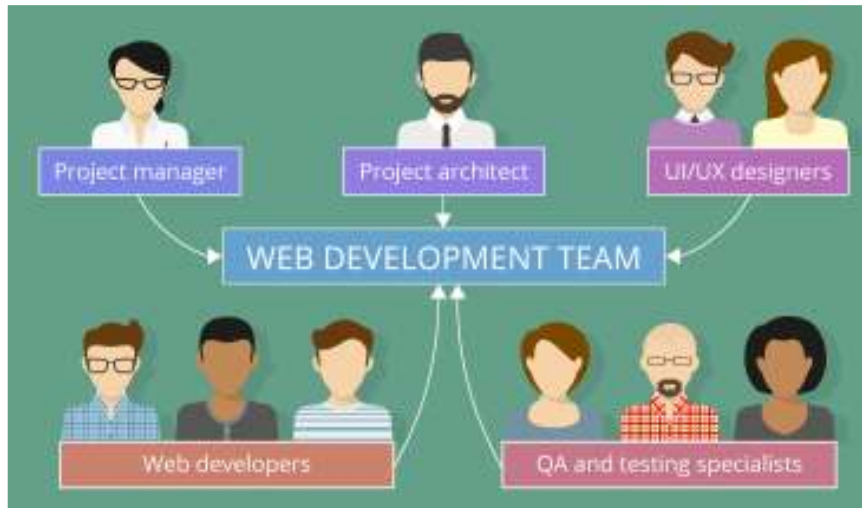 Project manager
Project architect
UI/UX designers
WEB DEVELOPMENT TEAM
Web developers
QA and testing specialists